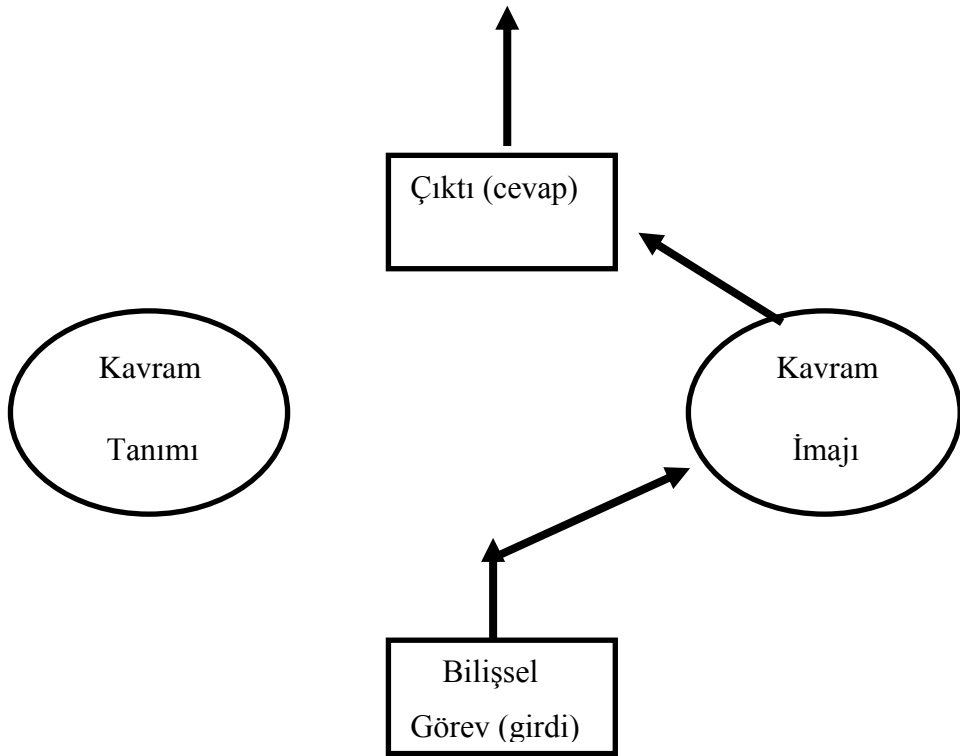 Çıktı (cevap)
Kavram
Tanımı
Kavram
İmajı
Bilişsel
Görev (girdi)